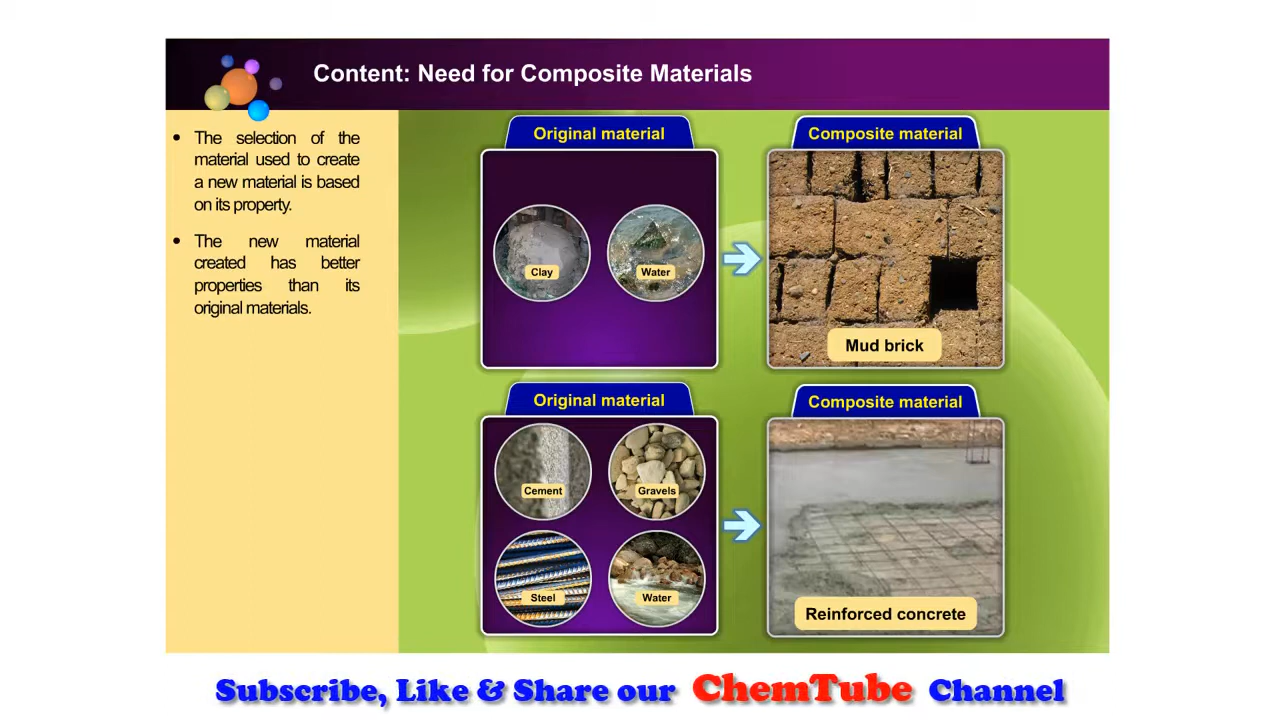 Content: Need for Composite Materials
• The selection of the
material used to create
a new material is based
on its property.
• The new material
created has better
properties than its
original materials.
Original material
Clay
Water
Composite material
Mud brick
Original material
Cement
Gravels
Steel
Water
Composite material
Reinforced concrete
Subscribe, Like & Share our ChemTube Channel